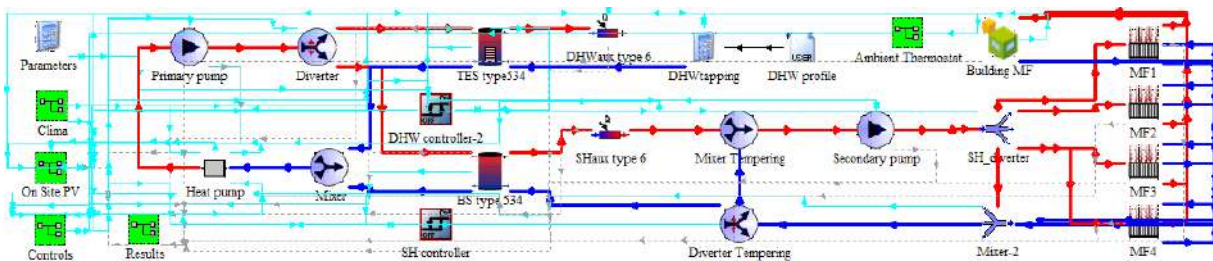 DHWaux type 6
Parameters
Primary pump
Diverter
TES type534
DHWtapping
DHW profile
Ambient Thermostat
Building MF
MF1
Clima
DHW controller-2
SHaux type 6
Mixer Tempering
Secondary pump
SH_diverter
MF2
On Site PV
Heat pump
Mixer
BS type 534
MF3
Controls
Results
SH controller
Diverter Tempering
Mixer-2
MF4